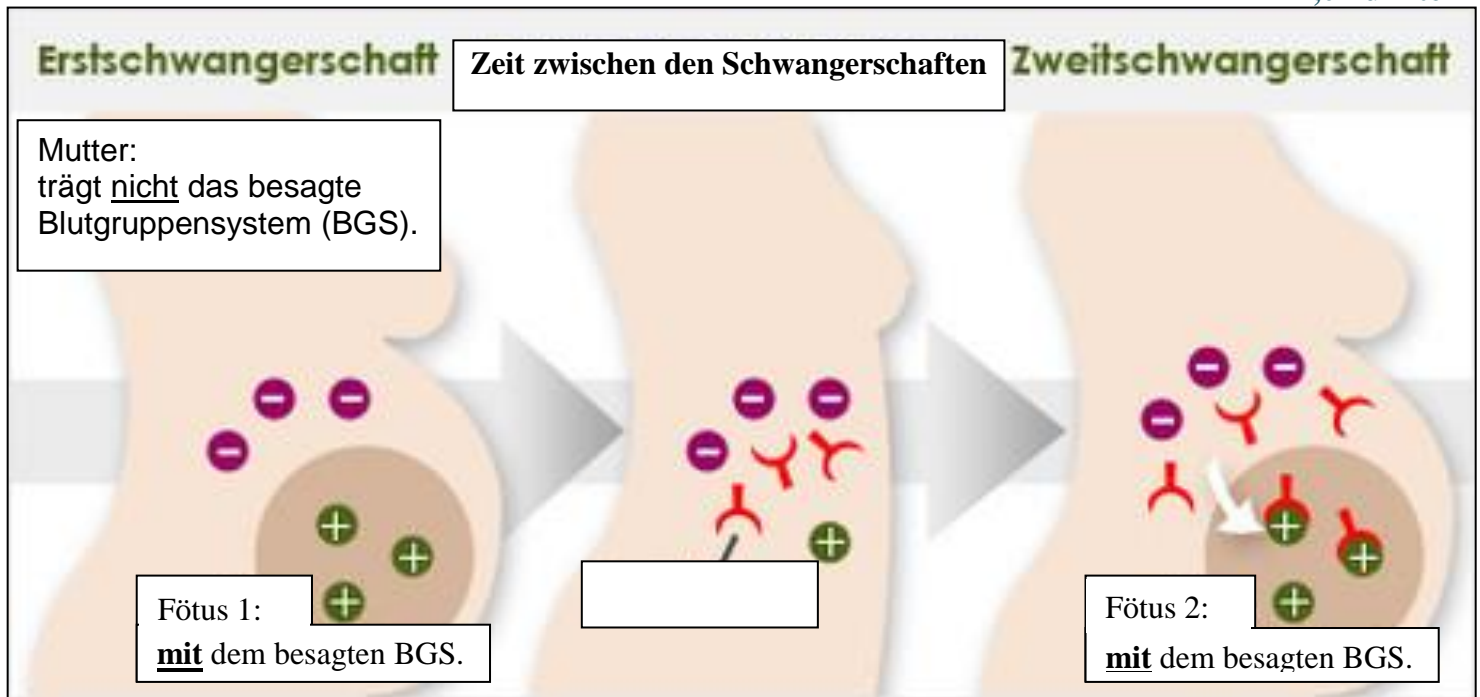 Erstschwangerschaft
Zeit zwischen den Schwangerschaften
Zweitschwangerschaft
Mutter:
trägt nicht das besagte
Blutgruppensystem (BGS).
Fötus 1:
mit dem besagten BGS.
Fötus 2:
mit dem besagten BGS.